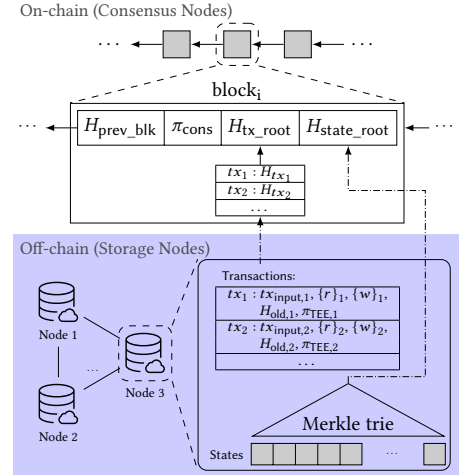 On-chain (Consensus Nodes)
... ...
block_i
... H_prev_blk π_cons H_tx_root H_state_root ...
tx_1 : H_tx_1
tx_2 : H_tx_2
...
Off-chain (Storage Nodes)
Transactions:
tx_1 : tx_input,1, {r}_1, {w}_1,
H_old,1, π_TEE,1
tx_2 : tx_input,2, {r}_2, {w}_2,
H_old,2, π_TEE,2
...
Node 1
...
Node 3
Node 2
Merkle trie
States ...